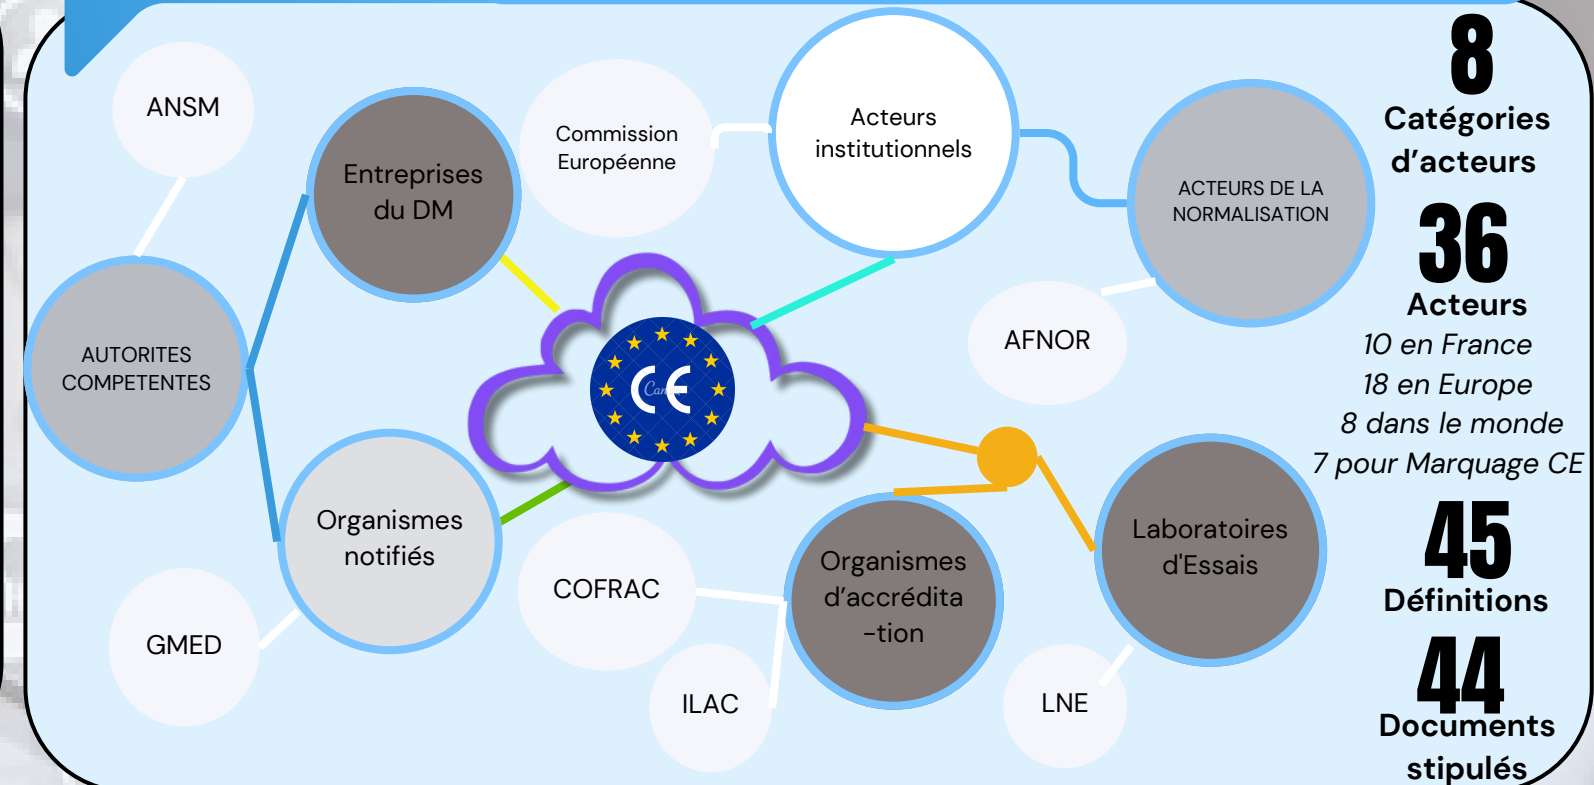 ANSM
Entreprises
du DM
Commission
Européenne
Acteurs
institutionnels
ACTEURS DE LA
NORMALISATION
AUTORITES
COMPETENTES
AFNOR
CE
Organismes
notifiés
GMED
COFRAC
ILAC
Organismes
d’accrédita
-tion
Laboratoires
d'Essais
LNE
8
Catégories
d’acteurs
36
Acteurs
10 en France
18 en Europe
8 dans le monde
7 pour Marquage CE
45
Définitions
44
Documents
stipulés